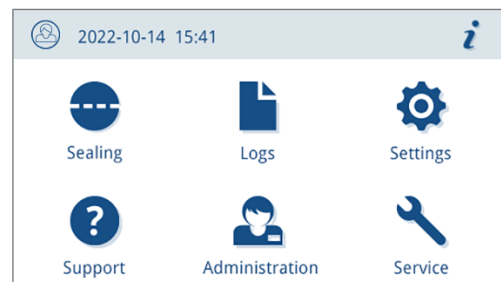 2022-10-14 15:41
Sealing Logs Settings
Support Administration Service